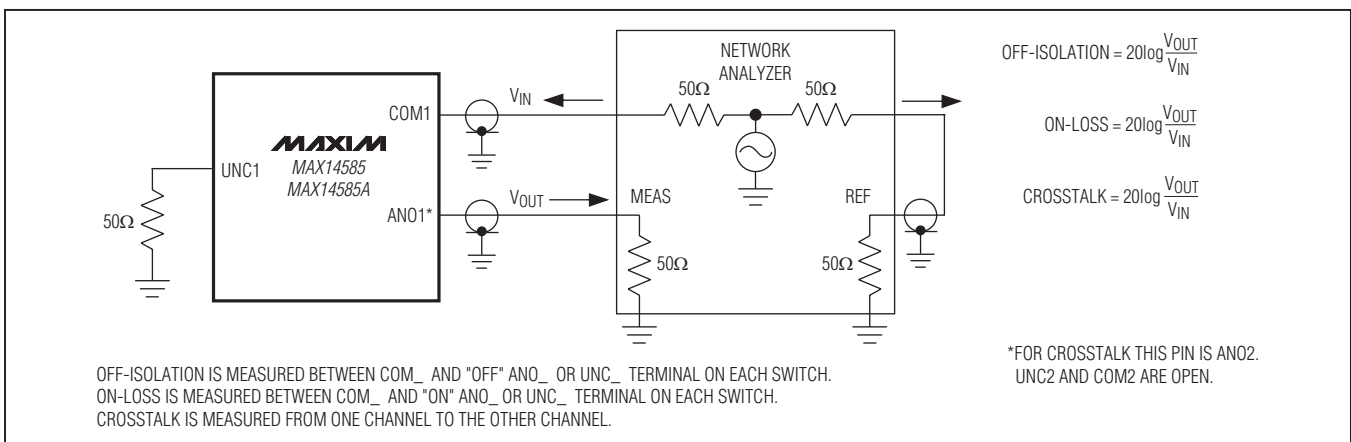 NETWORK
ANALYZER
50Ω
50Ω
V_IN
COM1
MAXIM
MAX14585
MAX14585A
UNC1
50Ω
ANO1*
V_OUT
MEAS
REF
50Ω
50Ω
OFF-ISOLATION = 20log V_OUT/V_IN
ON-LOSS = 20log V_OUT/V_IN
CROSSTALK = 20log V_OUT/V_IN
*FOR CROSSTALK THIS PIN IS ANO2.
UNC2 AND COM2 ARE OPEN.
OFF-ISOLATION IS MEASURED BETWEEN COM_ AND "OFF" ANO_ OR UNC_ TERMINAL ON EACH SWITCH.
ON-LOSS IS MEASURED BETWEEN COM_ AND "ON" ANO_ OR UNC_ TERMINAL ON EACH SWITCH.
CROSSTALK IS MEASURED FROM ONE CHANNEL TO THE OTHER CHANNEL.